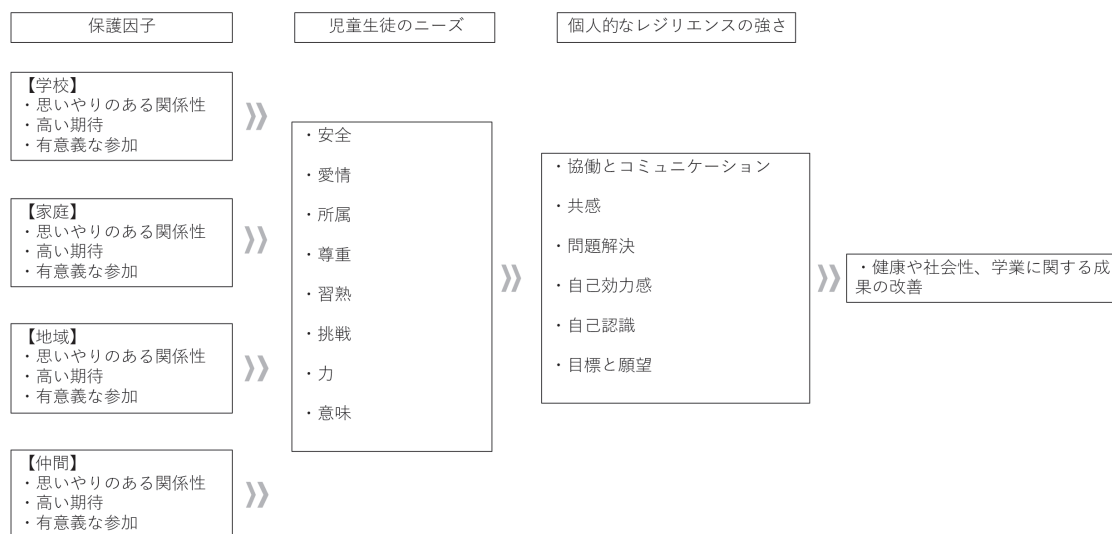 保護因子
児童生徒のニーズ
個人的なレジリエンスの強さ
【学校】
・思いやりのある関係性
・高い期待
・有意義な参加
【家庭】
・思いやりのある関係性
・高い期待
・有意義な参加
【地域】
・思いやりのある関係性
・高い期待
・有意義な参加
【仲間】
・思いやりのある関係性
・高い期待
・有意義な参加
・安全
・愛情
・所属
・尊重
・習熟
・挑戦
・力
・意味
・協働とコミュニケーション
・共感
・問題解決
・自己効力感
・自己認識
・目標と願望
・健康や社会性、学業に関する成
果の改善